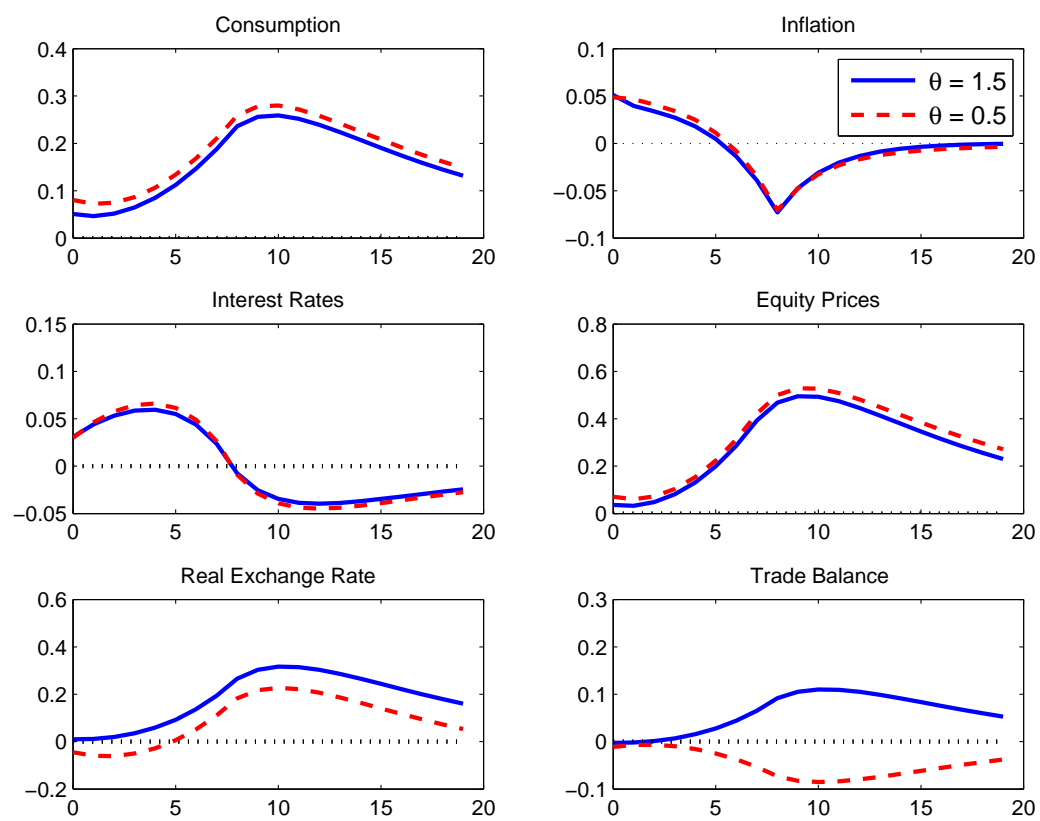 Consumption
0.4
0.3
0.2
0.1
0
0 5 10 15 20
Inflation
0.1
0.05
0
−0.05
−0.1
0 5 10 15 20
θ = 1.5
θ = 0.5
Interest Rates
0.15
0.1
0.05
0
−0.05
0 5 10 15 20
Equity Prices
0.8
0.6
0.4
0.2
0
0 5 10 15 20
Real Exchange Rate
0.6
0.4
0.2
0
−0.2
0 5 10 15 20
Trade Balance
0.3
0.2
0.1
0
−0.1
0 5 10 15 20